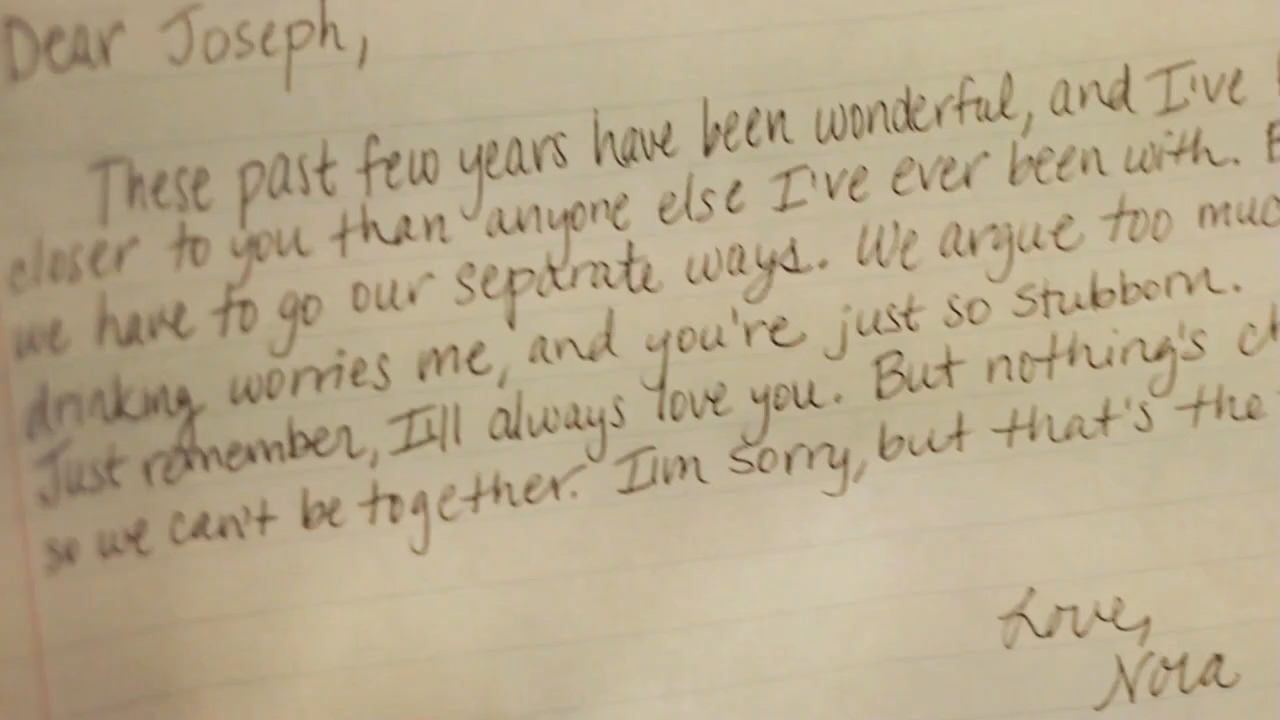 Dear Joseph,
These past few years have been wonderful, and I've
closer to you than anyone else I've ever been with.
we have to go our separate ways. We argue too
drinking worries me, and you're just so stubborn.
Just remember, I'll always love you. But nothing's
so we can't be together. I'm sorry, but that's the
Love,
Nora